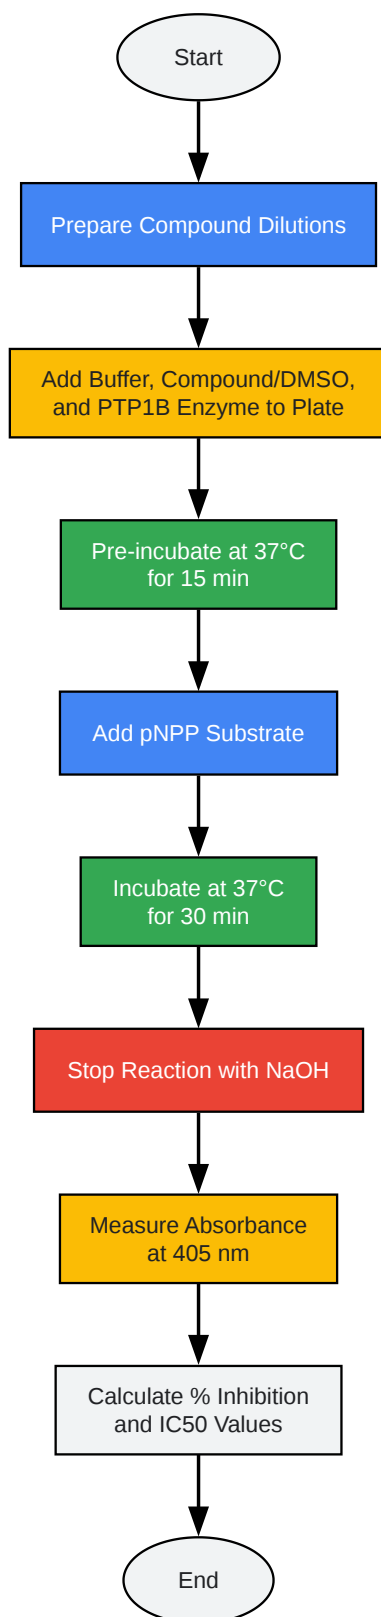 Start
Prepare Compound Dilutions
Add Buffer, Compound/DMSO,
and PTP1B Enzyme to Plate
Pre-incubate at 37°C
for 15 min
Add pNPP Substrate
Incubate at 37°C
for 30 min
Stop Reaction with NaOH
Measure Absorbance
at 405 nm
Calculate % Inhibition
and IC50 Values
End